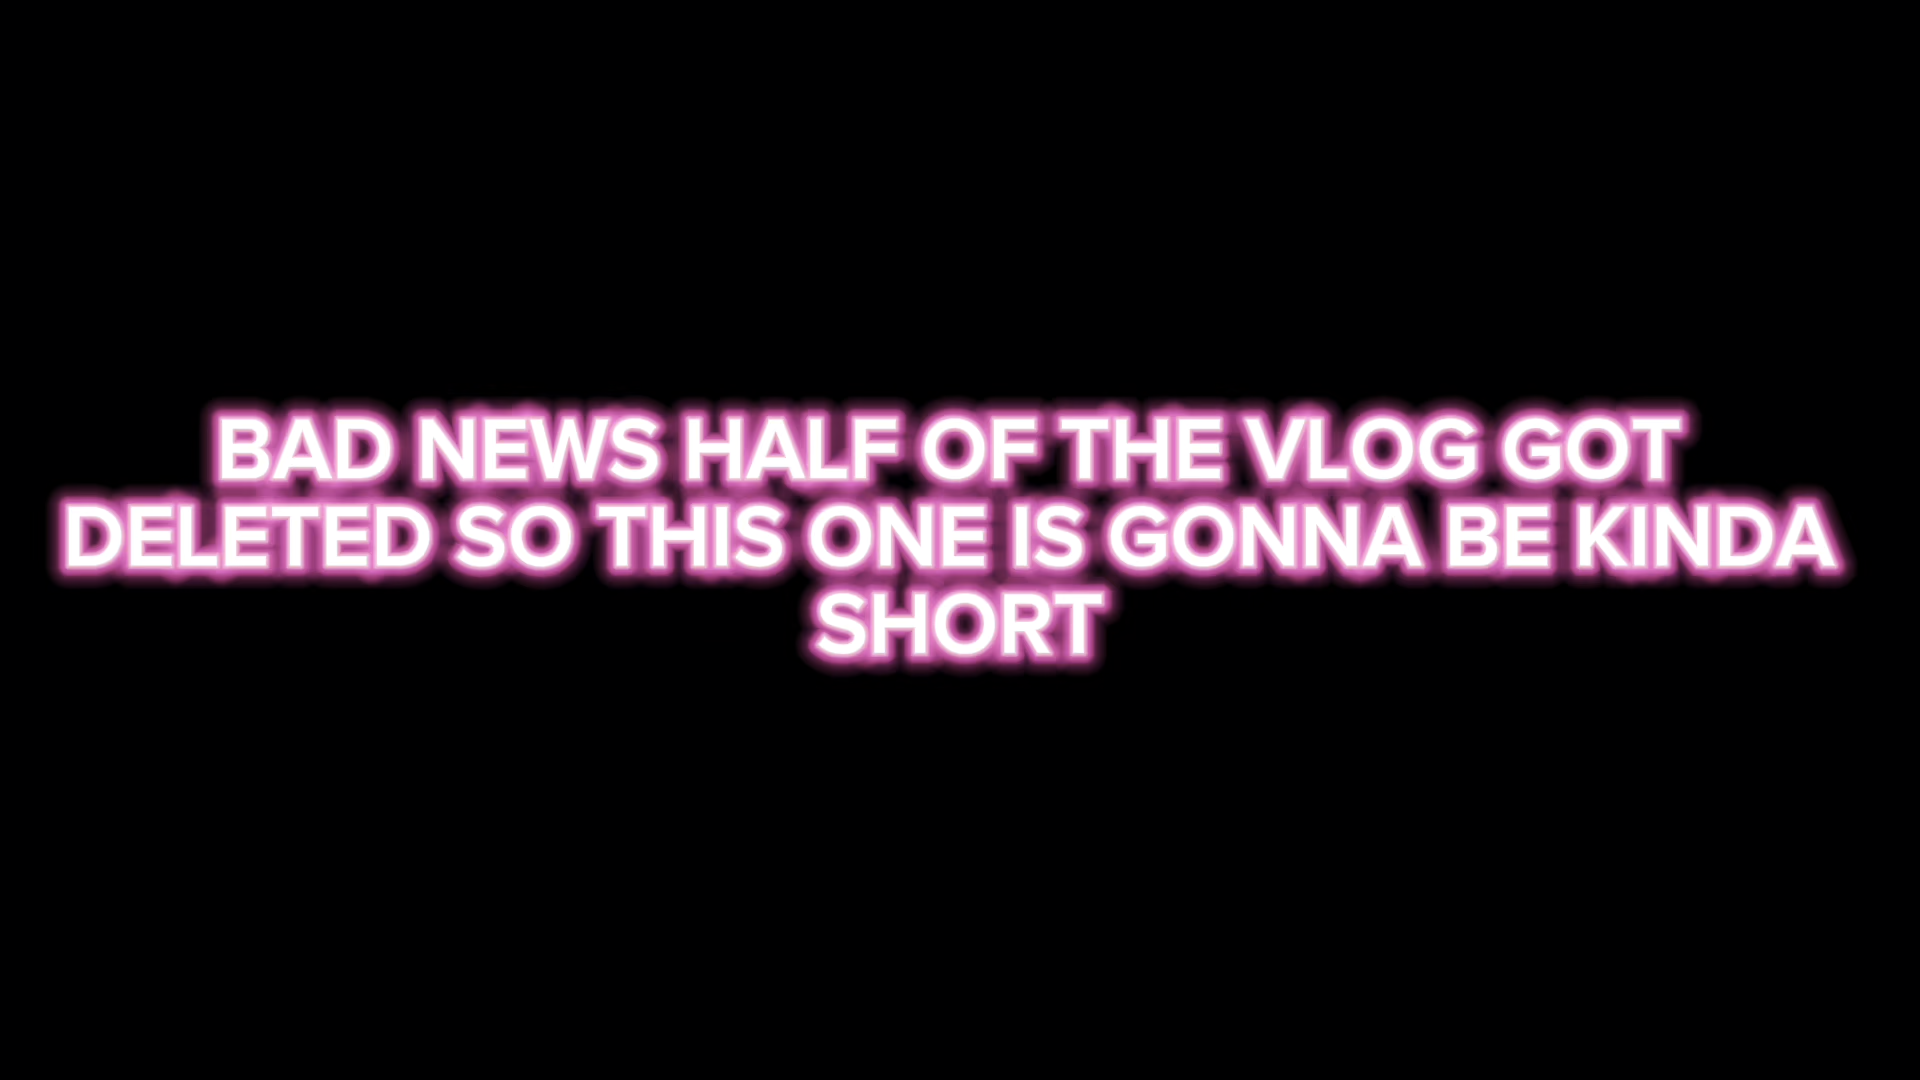 BAD NEWS HALF OF THE VLOG GOT
DELETED SO THIS ONE IS GONNA BE KINDA
SHORT